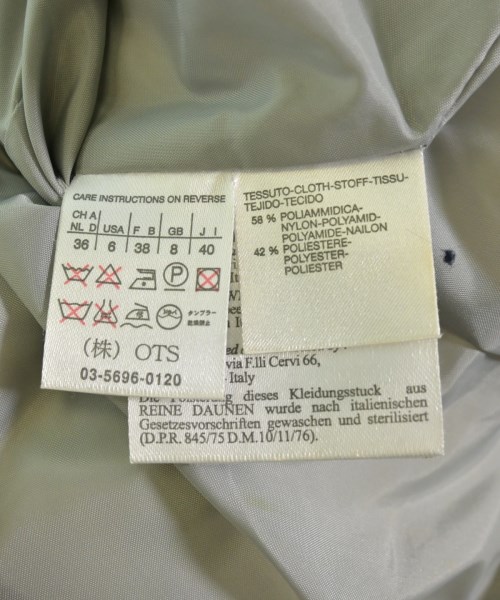 CARE INSTRUCTIONS ON REVERSE
CH A
NL D USA F B GB J I
36 6 38 8 40
P
タンブラー
乾燥禁止
(株) OTS
03-5696-0120
TESSUTO-CLOTH-STOFF-TISSU-
TEJIDO-TECIDO
58 % POLIAMMIDICA-
NYLON-POLYAMID-
POLYAMIDE-NAILON
42 % POLIESTERE-
POLYESTER-
POLIESTER
via F.lli Cervi 66,
Italy
Die Polsterung dieses Kleidungsstuck aus
REINE DAUNEN wurde nach italienischen
Gesetzesvorschriften gewaschen und sterilisiert
(D.P.R. 845/75 D.M.10/11/76).